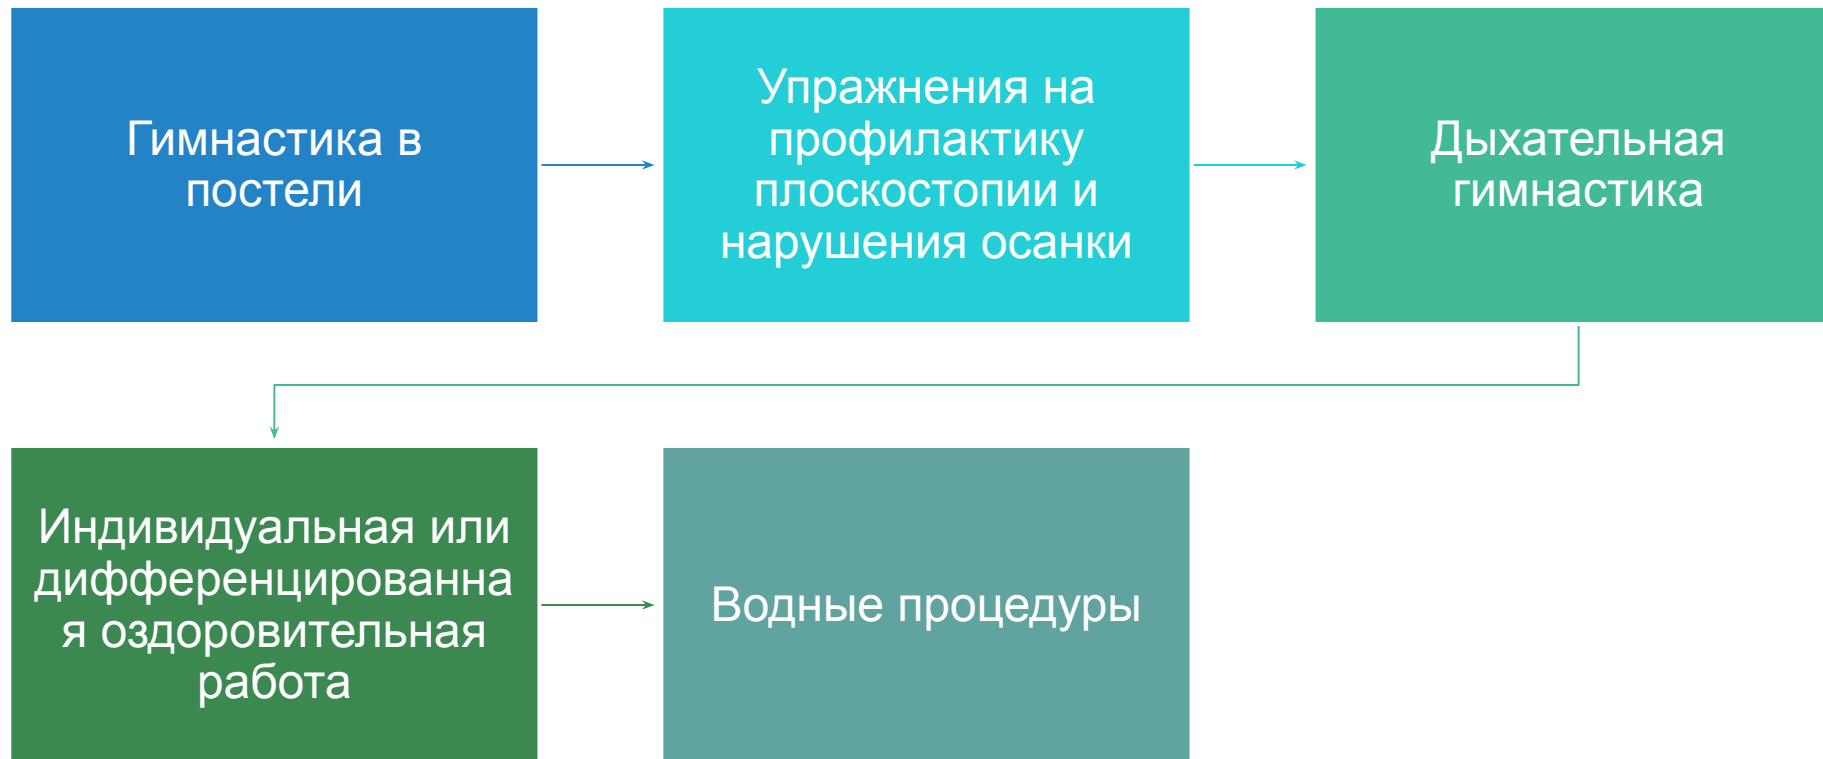 Гимнастика в
постели
Упражнения на
профилактику
плоскостопии и
нарушения осанки
Дыхательная
гимнастика
Индивидуальная или
дифференцированна
я оздоровительная
работа
Водные процедуры